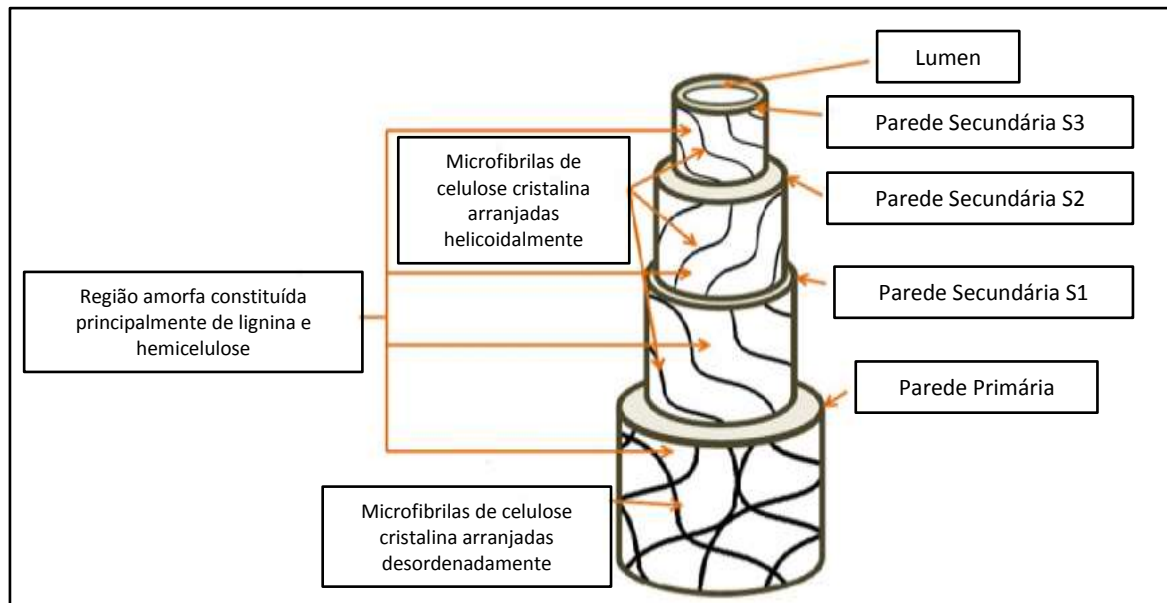 Lumen
Parede Secundária S3
Microfibrilas de
celulose cristalina
arranjadas
helicoidalmente
Parede Secundária S2
Região amorfa constituída
principalmente de lignina e
hemicelulose
Parede Secundária S1
Parede Primária
Microfibrilas de celulose
cristalina arranjadas
desordenadamente